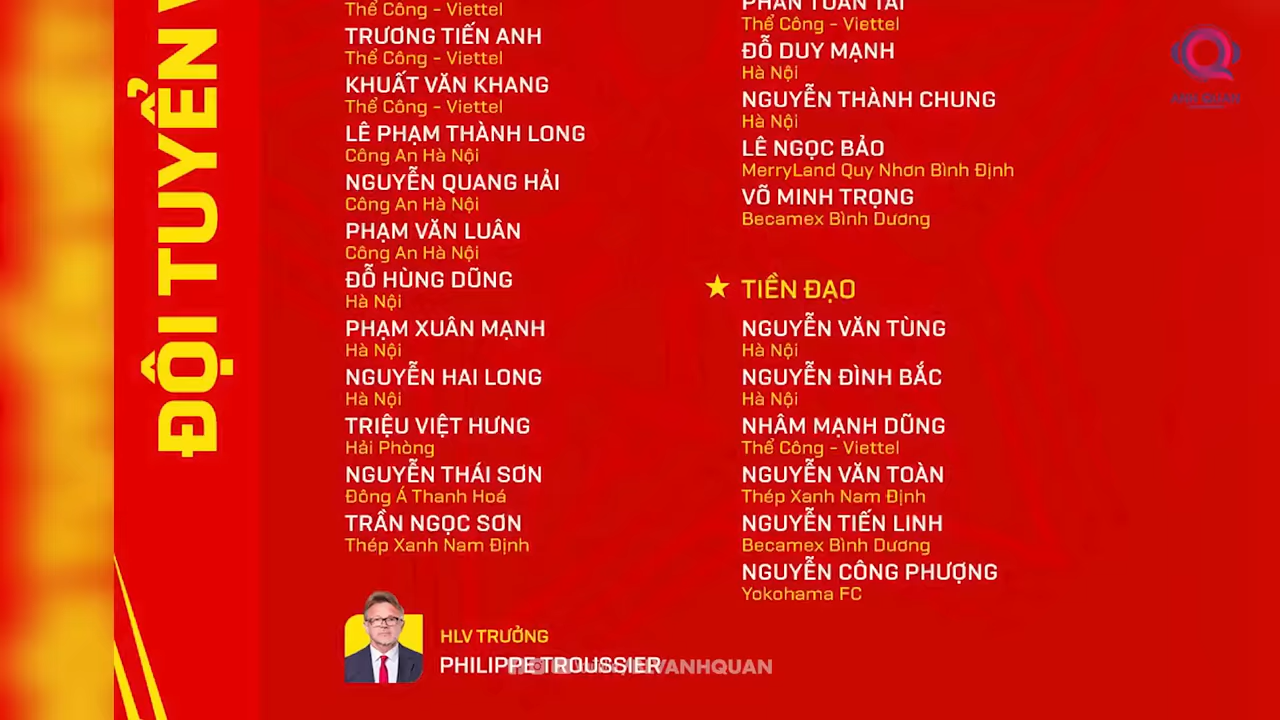 ĐỘI TUYỂN
Thể Công - Viettel
TRƯƠNG TIẾN ANH
Thể Công - Viettel
KHUẤT VĂN KHANG
Thể Công - Viettel
LÊ PHẠM THÀNH LONG
Công An Hà Nội
NGUYỄN QUANG HẢI
Công An Hà Nội
PHẠM VĂN LUÂN
Công An Hà Nội
ĐỖ HÙNG DŨNG
Hà Nội
PHẠM XUÂN MẠNH
Hà Nội
NGUYỄN HAI LONG
Hà Nội
TRIỆU VIỆT HƯNG
Hải Phòng
NGUYỄN THÁI SƠN
Đông Á Thanh Hoá
TRẦN NGỌC SƠN
Thép Xanh Nam Định
HLV TRƯỞNG
PHILIPPE TROUSSIER
PHAN TUẤN TÀI
Thể Công - Viettel
ĐỖ DUY MẠNH
Hà Nội
NGUYỄN THÀNH CHUNG
Hà Nội
LÊ NGỌC BẢO
MerryLand Quy Nhơn Bình Định
VÕ MINH TRỌNG
Becamex Bình Dương
TIỀN ĐẠO
NGUYỄN VĂN TÙNG
Hà Nội
NGUYỄN ĐÌNH BẮC
Hà Nội
NHÂM MẠNH DŨNG
Thể Công - Viettel
NGUYỄN VĂN TOÀN
Thép Xanh Nam Định
NGUYỄN TIẾN LINH
Becamex Bình Dương
NGUYỄN CÔNG PHƯỢNG
Yokohama FC